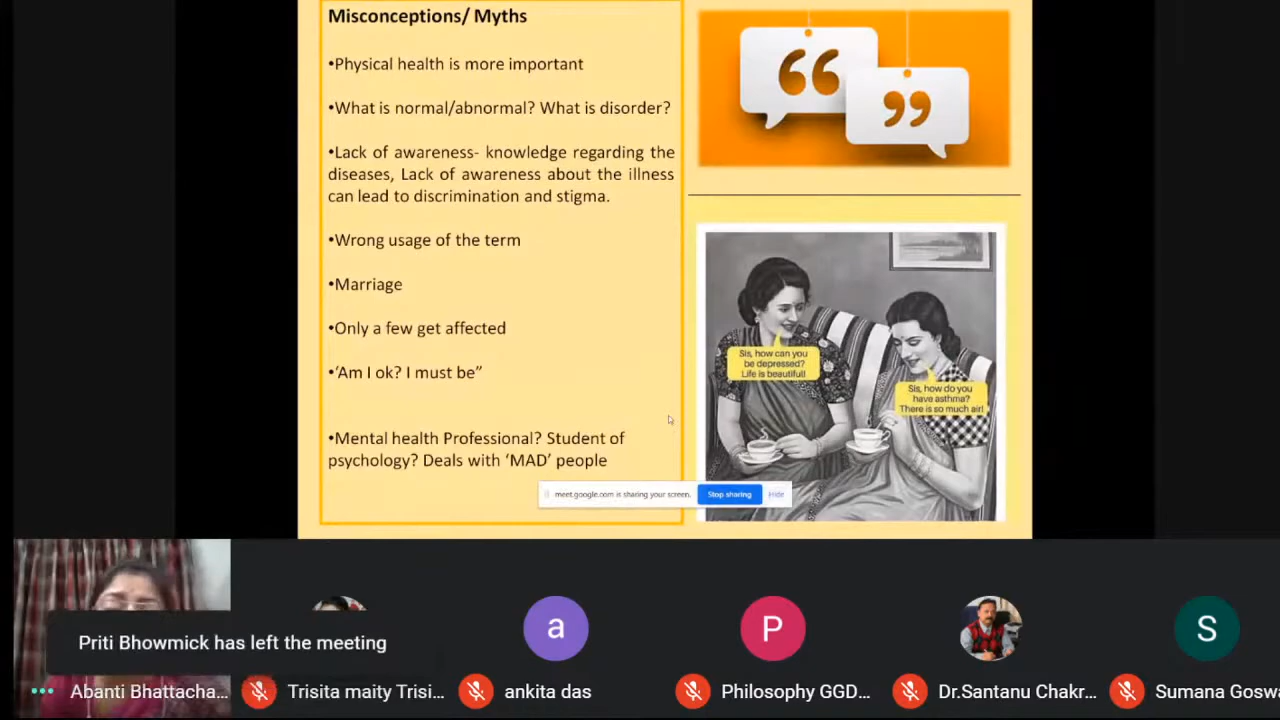 Misconceptions/ Myths
•Physical health is more important
•What is normal/abnormal? What is disorder?
•Lack of awareness- knowledge regarding the
diseases, Lack of awareness about the illness
can lead to discrimination and stigma.
•Wrong usage of the term
•Marriage
•Only a few get affected
•‘Am I ok? I must be”
•Mental health Professional? Student of
psychology? Deals with ‘MAD’ people
“
”
Sis, how can you
be depressed?
Life is beautiful!
Sis, how do you
have asthma?
There is so much air!
meet.google.com is sharing your screen.
Stop sharing
Hide
Priti Bhowmick has left the meeting
a
P
S
Abanti Bhattacha...
Trisita maity Trisi...
ankita das
Philosophy GGD...
Dr.Santanu Chakr...
Sumana Gosw